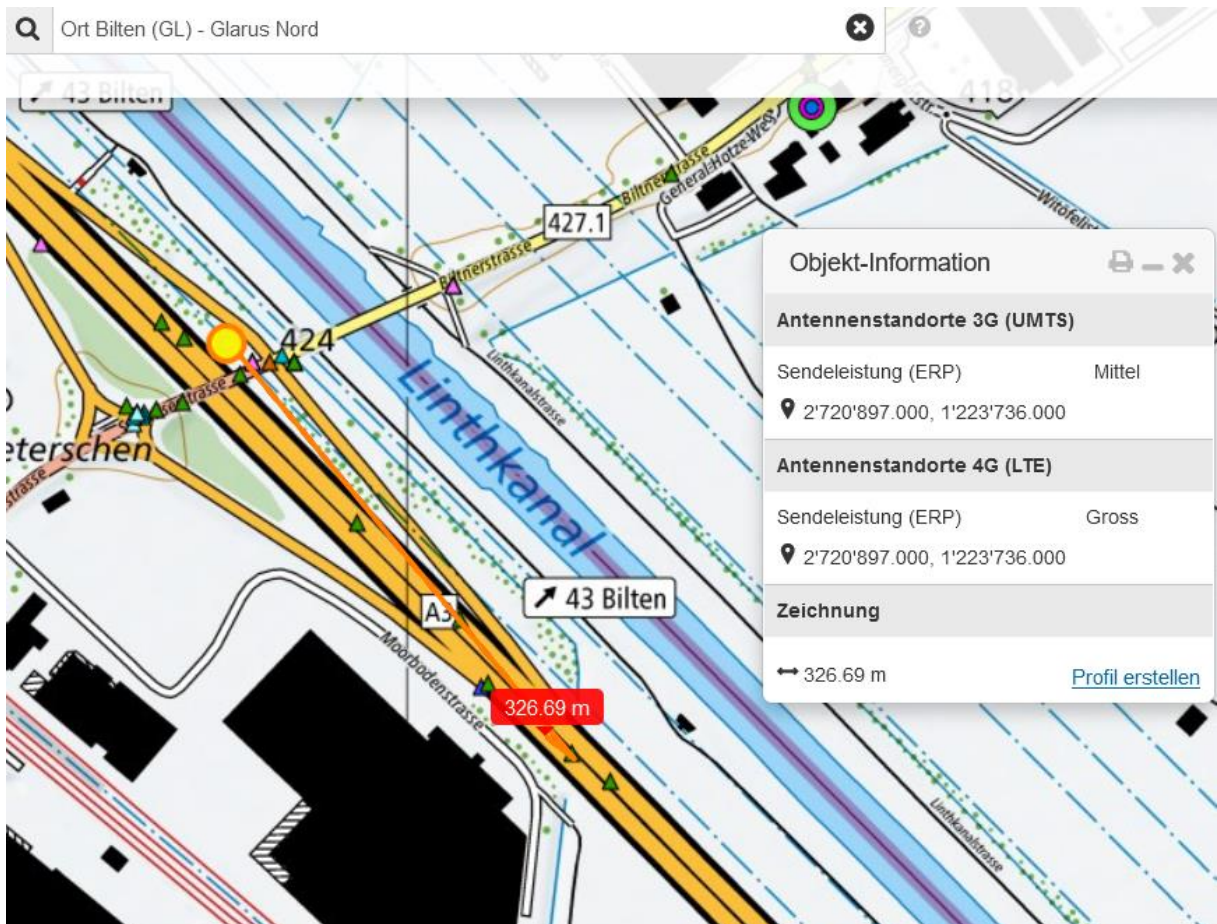 Ort Bilten (GL) - Glarus Nord
?
43 Bilten
418
Biltnerstrasse
General-Hotze-Weg
427.1
Biltnerstrasse
424
Objekt-Information
Antennenstandorte 3G (UMTS)
Sendeleistung (ERP) Mittel
2'720'897.000, 1'223'736.000
Antennenstandorte 4G (LTE)
Sendeleistung (ERP) Gross
2'720'897.000, 1'223'736.000
Zeichnung
326.69 m Profil erstellen
Linthkanalstrasse
Linthkanal
eterschen
strasse
43 Bilten
A3
Moorbodenstrasse
326.69 m
Linthkanalstrasse